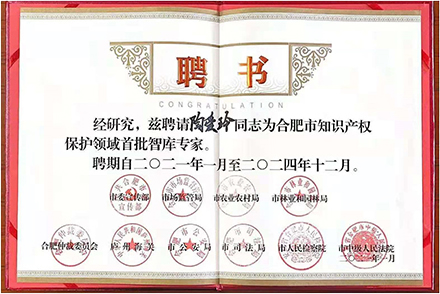 聘书
CONGRATULATION
经研究，兹聘请陶雯玲同志为合肥市知识产权
保护领域首批智库专家。
聘期自二〇二一年一月至二〇二四年十二月。
市委宣传部 市场监管局 市农业农村局 市林业和园林局
合肥仲裁委员会 庐州海关 市公安局 市司法局 市人民检察院 市中级人民法院
二〇二一年一月